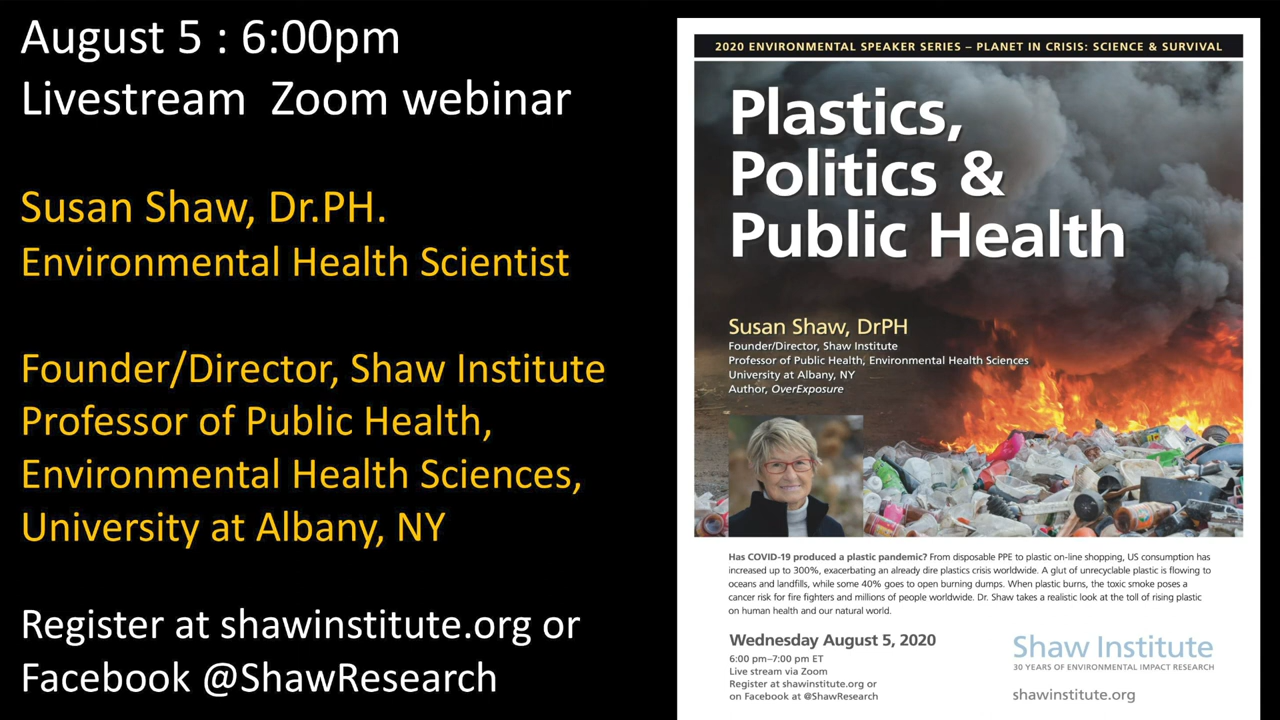 August 5 : 6:00pm
Livestream Zoom webinar
Susan Shaw, Dr.PH.
Environmental Health Scientist
Founder/Director, Shaw Institute
Professor of Public Health,
Environmental Health Sciences,
University at Albany, NY
Register at shawinstitute.org or
Facebook @ShawResearch
2020 ENVIRONMENTAL SPEAKER SERIES – PLANET IN CRISIS: SCIENCE & SURVIVAL
Plastics,
Politics &
Public Health
Susan Shaw, DrPH
Founder/Director, Shaw Institute
Professor of Public Health, Environmental Health Sciences
University at Albany, NY
Author, OverExposure
Has COVID-19 produced a plastic pandemic? From disposable PPE to plastic on-line shopping, US consumption has
increased up to 300%, exacerbating an already dire plastics crisis worldwide. A glut of unrecyclable plastic is flowing to
oceans and landfills, while some 40% goes to open burning dumps. When plastic burns, the toxic smoke poses a
cancer risk for fire fighters and millions of people worldwide. Dr. Shaw takes a realistic look at the toll of rising plastic
on human health and our natural world.
Wednesday August 5, 2020
6:00 pm–7:00 pm ET
Live stream via Zoom
Register at shawinstitute.org or
on Facebook at @ShawResearch
Shaw Institute
30 YEARS OF ENVIRONMENTAL IMPACT RESEARCH
shawinstitute.org